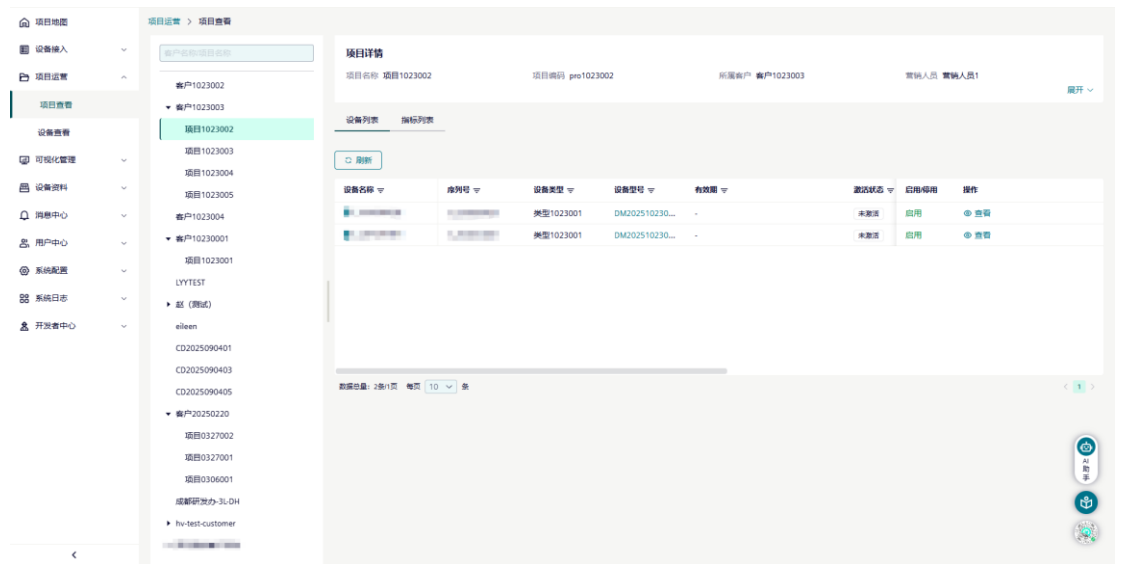 项目地图
设备接入
项目运营
项目查看
设备查看
可视化管理
设备资料
消息中心
用户中心
系统配置
系统日志
开发者中心
项目运营 > 项目查看
客户名称/项目名称
客户1023002
客户1023003
项目1023002
项目1023003
项目1023004
项目1023005
客户1023004
客户10230001
项目1023001
LYYTEST
赵（测试）
eileen
CD2025090401
CD2025090403
CD2025090405
客户20250220
项目0327002
项目0327001
项目0306001
成都研发办-3L-DH
hv-test-customer
项目详情
项目名称 项目1023002 项目编码 pro1023002 所属客户 客户1023003 营销人员 营销人员1
展开
设备列表 指标列表
刷新
设备名称 序列号 设备类型 设备型号 有效期 激活状态 启用/停用 操作
类型1023001 DM202510230... - 未激活 启用 查看
类型1023001 DM202510230... - 未激活 启用 查看
数据总量：2条/1页 每页 10 条 < 1 >
AI助手